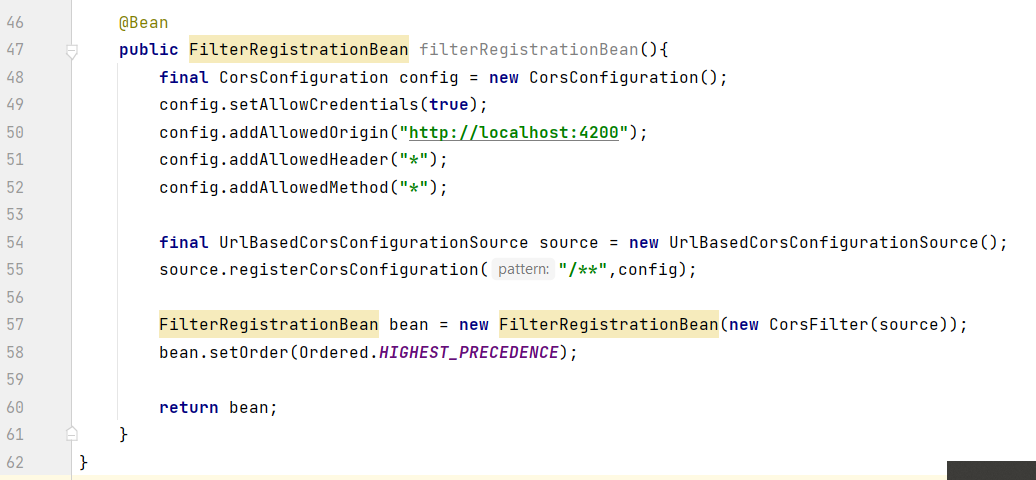 46 @Bean
47 public FilterRegistrationBean filterRegistrationBean(){
48 final CorsConfiguration config = new CorsConfiguration();
49 config.setAllowCredentials(true);
50 config.addAllowedOrigin("http://localhost:4200");
51 config.addAllowedHeader("*");
52 config.addAllowedMethod("*");
53
54 final UrlBasedCorsConfigurationSource source = new UrlBasedCorsConfigurationSource();
55 source.registerCorsConfiguration( pattern: "/**",config);
56
57 FilterRegistrationBean bean = new FilterRegistrationBean(new CorsFilter(source));
58 bean.setOrder(Ordered.HIGHEST_PRECEDENCE);
59
60 return bean;
61 }
62 }